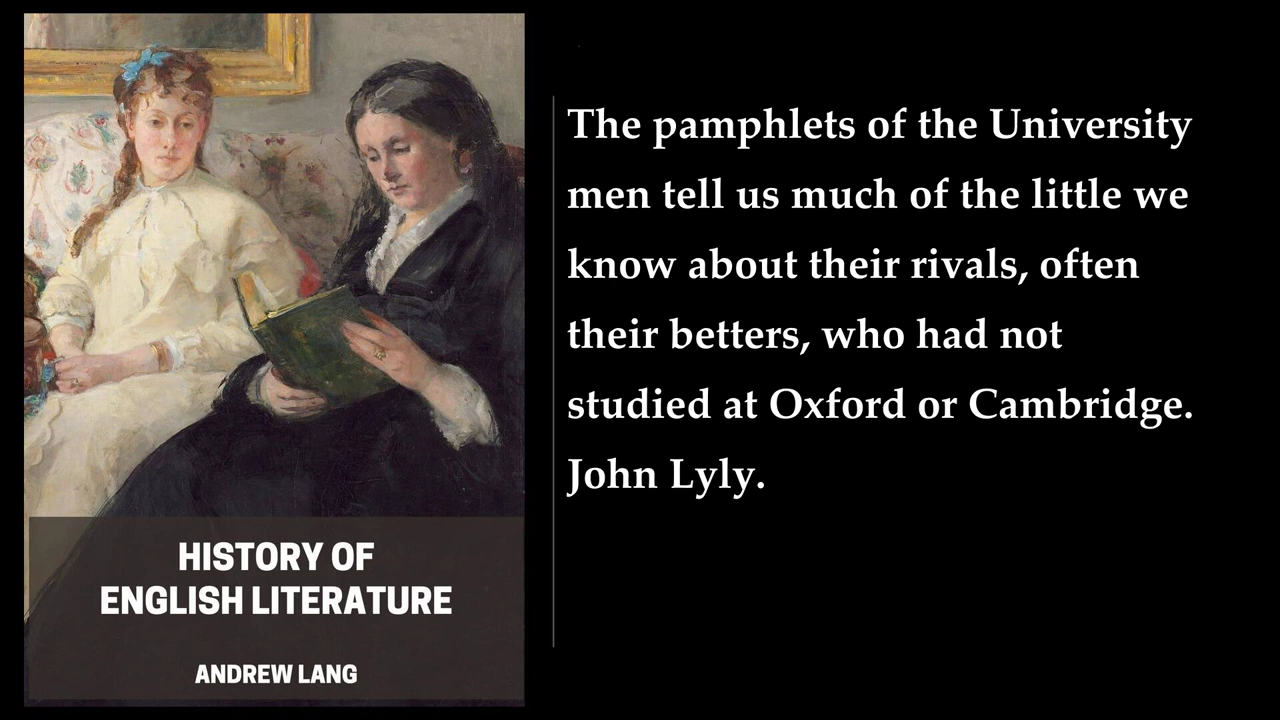 HISTORY OF
ENGLISH LITERATURE
ANDREW LANG
The pamphlets of the University
men tell us much of the little we
know about their rivals, often
their betters, who had not
studied at Oxford or Cambridge.
John Lyly.